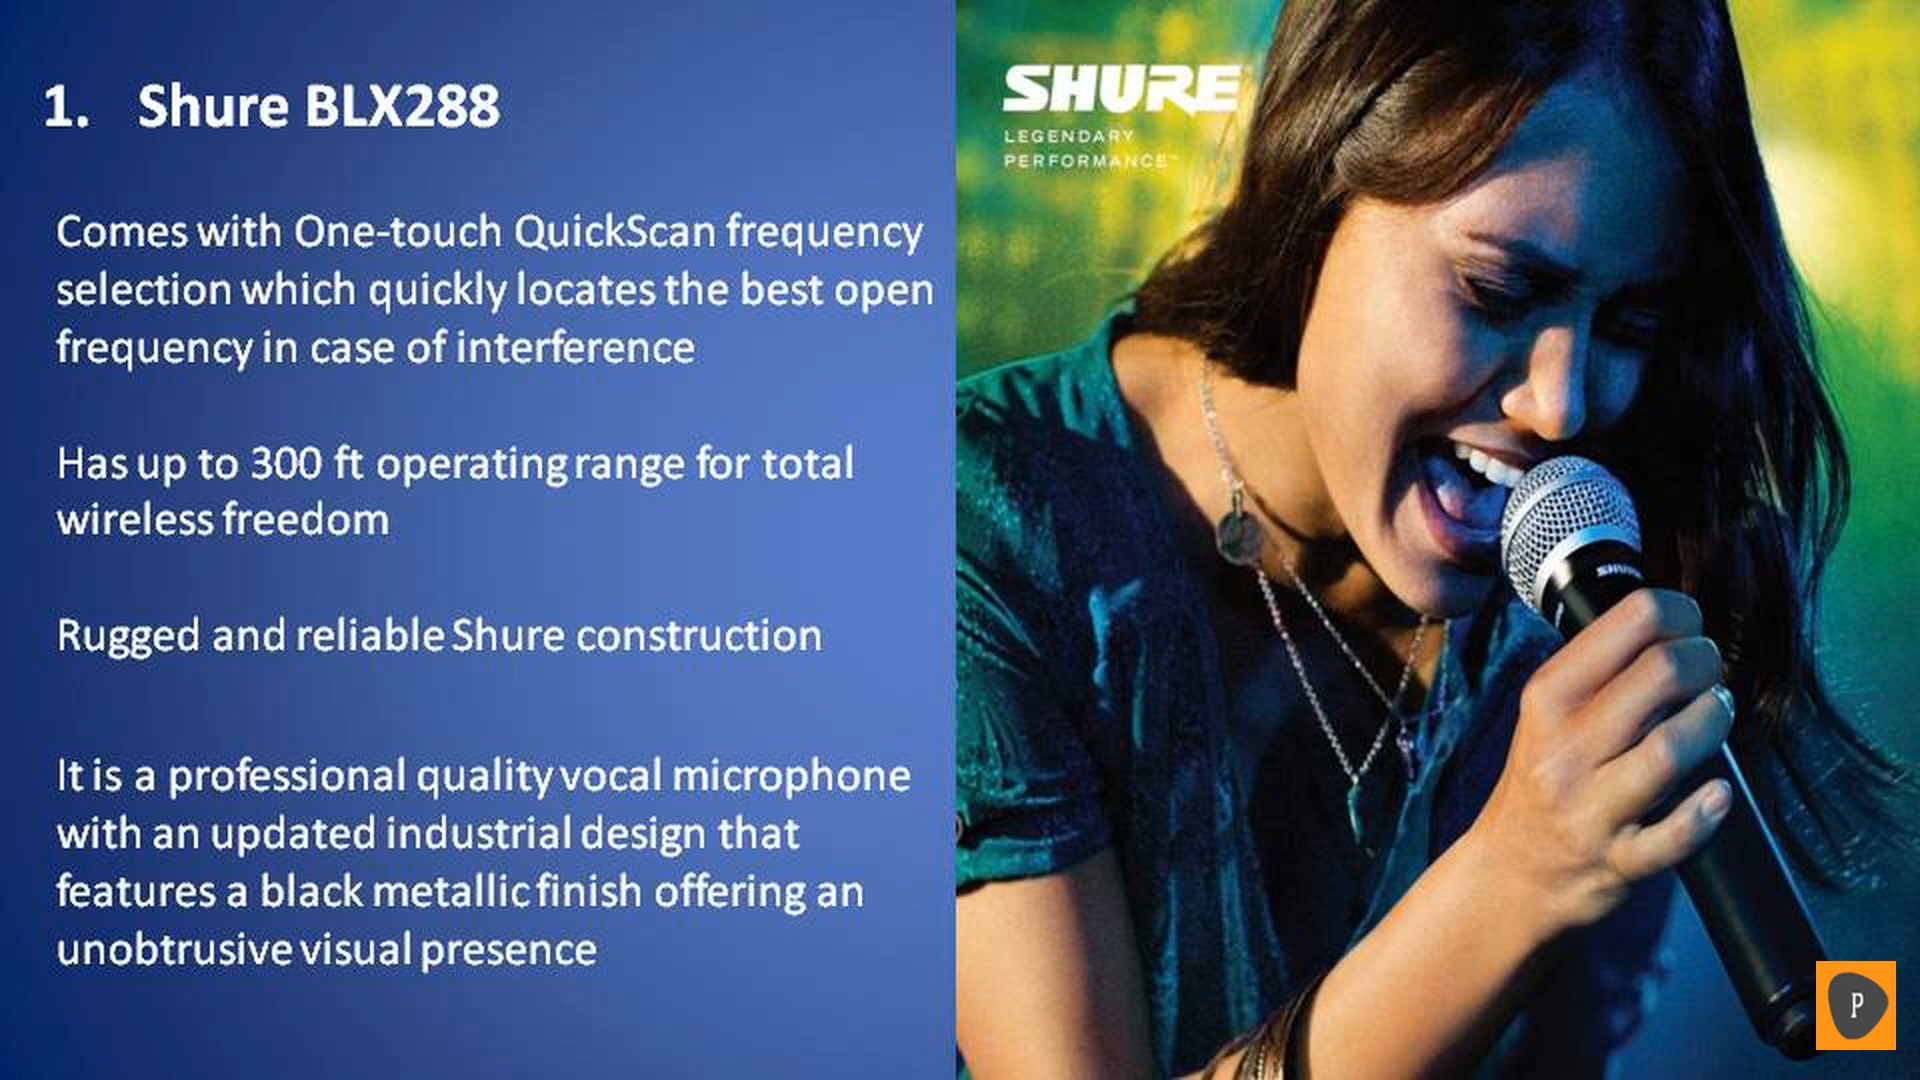 1. Shure BLX288
Comes with One-touch QuickScan frequency
selection which quickly locates the best open
frequency in case of interference
Has up to 300 ft operating range for total
wireless freedom
Rugged and reliable Shure construction
It is a professional quality vocal microphone
with an updated industrial design that
features a black metallic finish offering an
unobtrusive visual presence
SHURE
LEGENDARY
PERFORMANCE™
SHURE
P